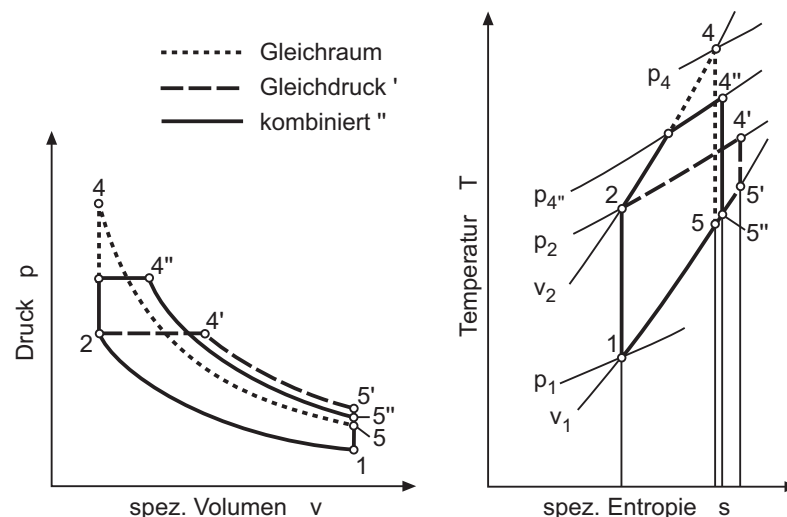 Gleichraum
Gleichdruck '
kombiniert "
Druck p
4
4"
4'
2
5'
5"
5
1
spez. Volumen v
Temperatur T
4
p4
4"
4'
p4"
2
5'
p2
5
5"
v2
1
p1
v1
spez. Entropie s